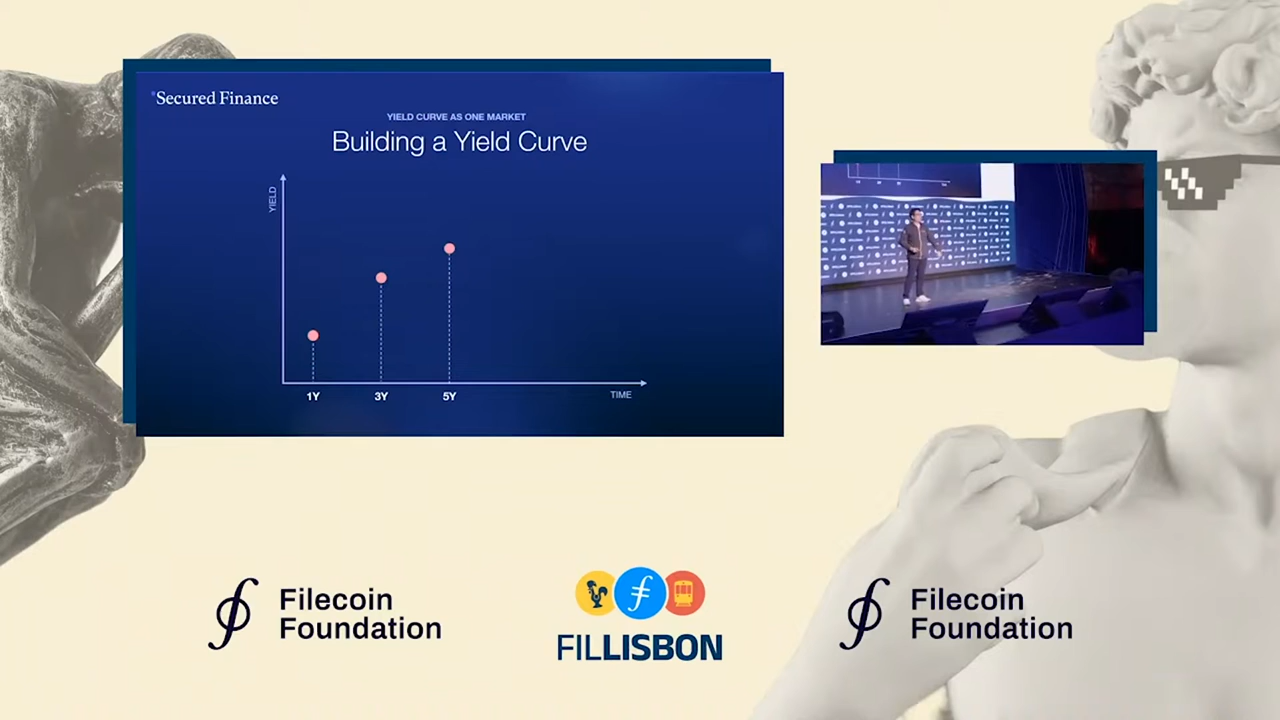 Secured Finance
YIELD CURVE AS ONE MARKET
Building a Yield Curve
YIELD
1Y
3Y
5Y
TIME
Filecoin
Foundation
FILLISBON
Filecoin
Foundation